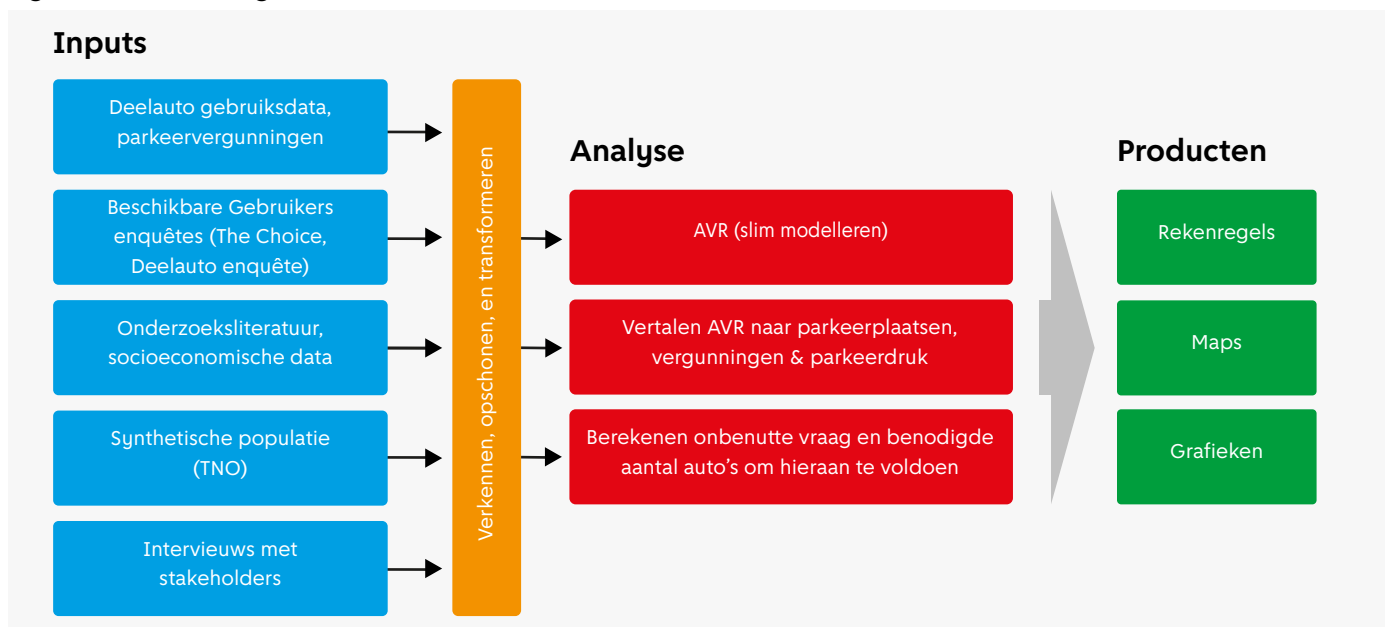 Inputs
Deelauto gebruiksdata,
parkeervergunningen
Beschikbare Gebruikers
enquêtes (The Choice,
Deelauto enquête)
Onderzoeksliteratuur,
socioeconomische data
Synthetische populatie
(TNO)
Intervieuws met
stakeholders
Verkennen, opschonen, en transformeren
Analyse
AVR (slim modelleren)
Vertalen AVR naar parkeerplaatsen,
vergunningen & parkeerdruk
Berekenen onbenutte vraag en benodigde
aantal auto's om hieraan te voldoen
Producten
Rekenregels
Maps
Grafieken